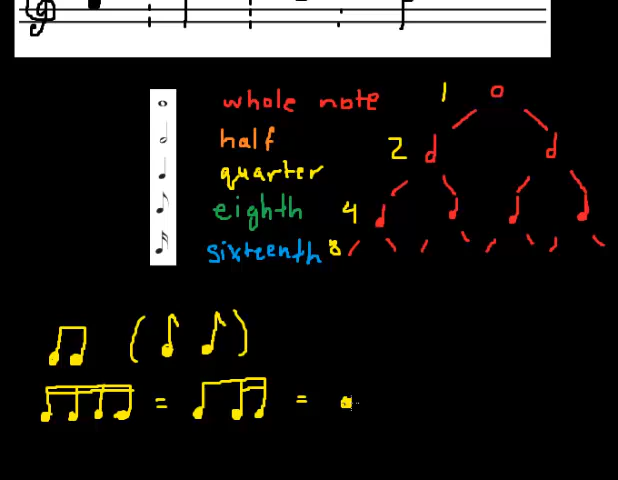 whole note 1
half 2
quarter
eighth 4
sixteenth 8
( )
= =